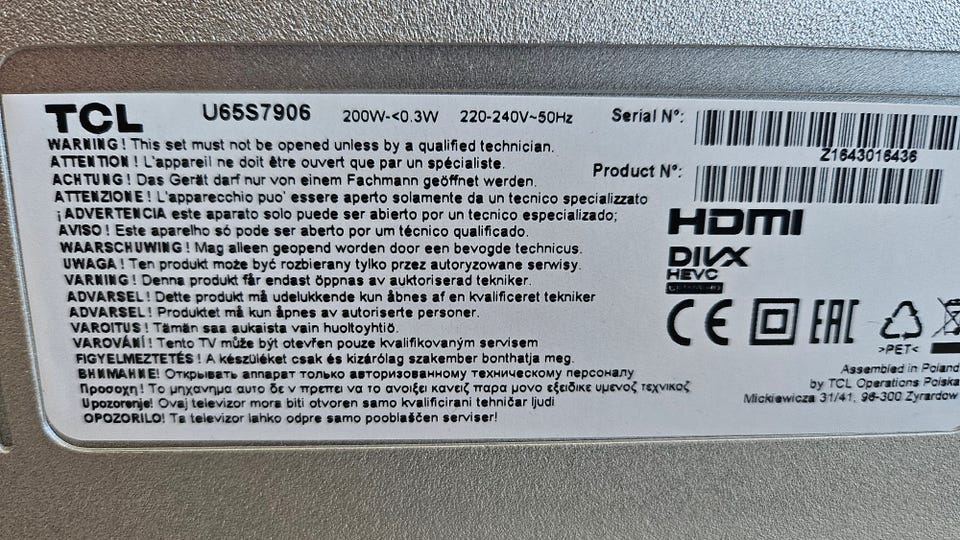 TCL U65S7906 200W-<0.3W 220-240V~50Hz Serial N°:
Z1643016436
Product N°:
WARNING! This set must not be opened unless by a qualified technician.
ATTENTION! L'appareil ne doit être ouvert que par un spécialiste.
ACHTUNG! Das Gerät darf nur von einem Fachmann geöffnet werden.
ATTENZIONE! L'apparecchio puo' essere aperto solamente da un tecnico specializzato
¡ADVERTENCIA este aparato solo puede ser abierto por un tecnico especializado;
AVISO! Este aparelho só pode ser aberto por um técnico qualificado.
WAARSCHUWING! Mag alleen geopend worden door een bevogde technicus.
UWAGA! Ten produkt może być rozbierany tylko przez autoryzowane serwisy.
VARNING! Denna produkt får endast öppnas av auktoriserad tekniker.
ADVARSEL! Dette produkt må udelukkende kun åbnes af en kvalificeret tekniker
ADVARSEL! Produktet må kun åpnes av autoriserte personer.
VAROITUS! Tämän saa aukaista vain huoltoyhtiö.
VAROVÁNÍ! Tento TV může být otevřen pouze kvalifikovaným servisem
FIGYELMEZTETÉS! A készüléket csak és kizárólag szakember bonthatja meg.
ВНИМАНИЕ! Открывать аппарат только авторизованному техническому персоналу
Προσοχη! Το μηχανημα αυτο δε ν πρεπει να το ανοιξει κανειζ παρα μονο εξειδικε υμενοζ τεχνικοζ
Upozorenje! Ovaj televizor mora biti otvoren samo kvalificirani tehničar ljudi
OPOZORILO! Ta televizor lahko odpre samo pooblaščen serviser!
HDMI
DIVX
HEVC
CE EAC
>PET<
Assembled in Poland
by TCL Operations Polska
Mickiewicza 31/41, 96-300 Zyrardow